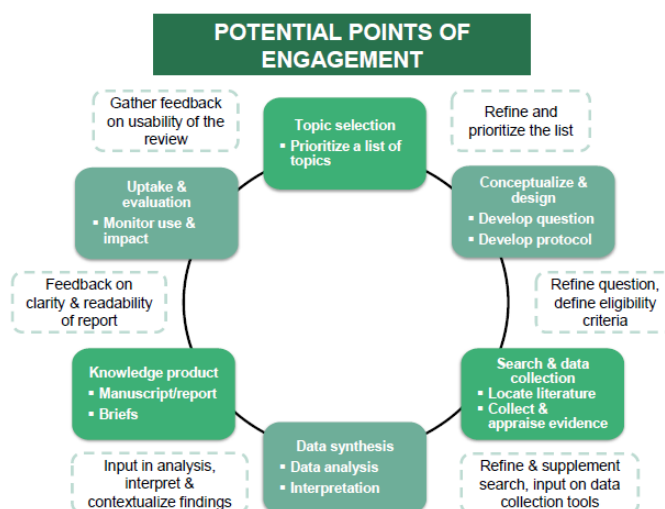 POTENTIAL POINTS OF
ENGAGEMENT
Gather feedback
on usability of the
review
Topic selection
▪ Prioritize a list of
topics
Refine and
prioritize the list
Uptake &
evaluation
▪ Monitor use &
impact
Conceptualize &
design
▪ Develop question
▪ Develop protocol
Feedback on
clarity & readability
of report
Refine question,
define eligibility
criteria
Knowledge product
▪ Manuscript/report
▪ Briefs
Search & data
collection
▪ Locate literature
▪ Collect &
appraise evidence
Data synthesis
▪ Data analysis
▪ Interpretation
Input in analysis,
interpret &
contextualize findings
Refine & supplement
search, input on data
collection tools